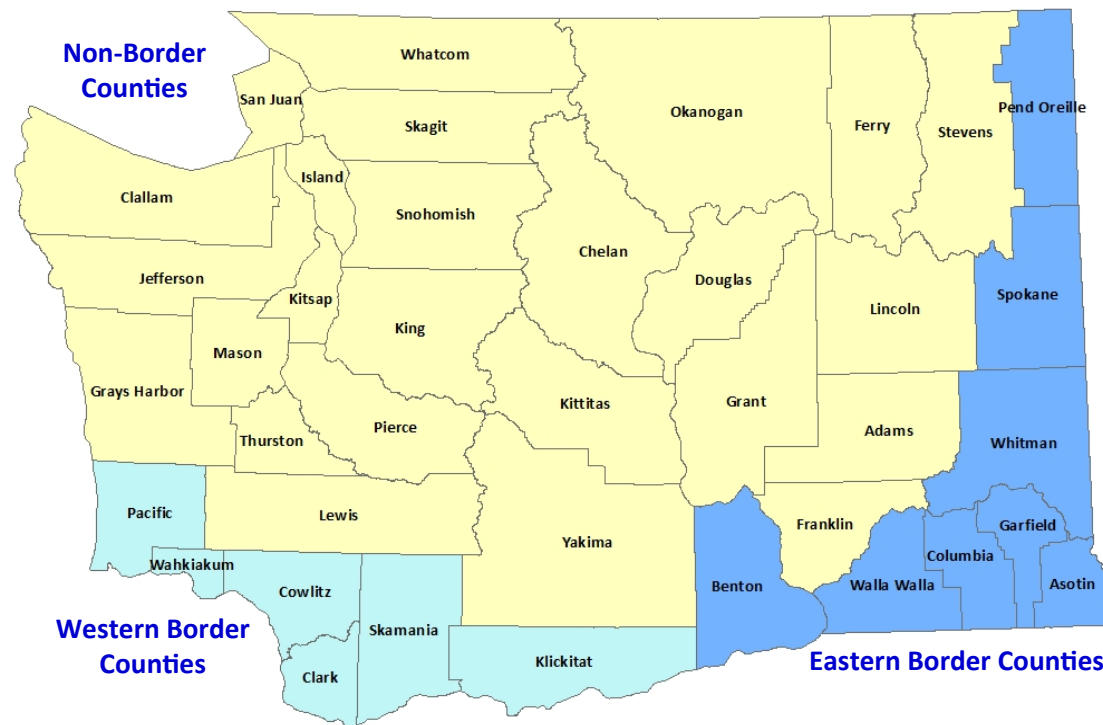 Non-Border
Counties
Whatcom
San Juan
Skagit
Okanogan
Ferry
Stevens
Pend Oreille
Island
Clallam
Snohomish
Chelan
Jefferson
Kitsap
Douglas
Spokane
Lincoln
King
Mason
Grays Harbor
Kittitas
Grant
Thurston
Pierce
Adams
Whitman
Pacific
Lewis
Yakima
Franklin
Garfield
Wahkiakum
Columbia
Cowlitz
Benton
Walla Walla
Asotin
Skamania
Western Border
Counties
Klickitat
Eastern Border Counties
Clark